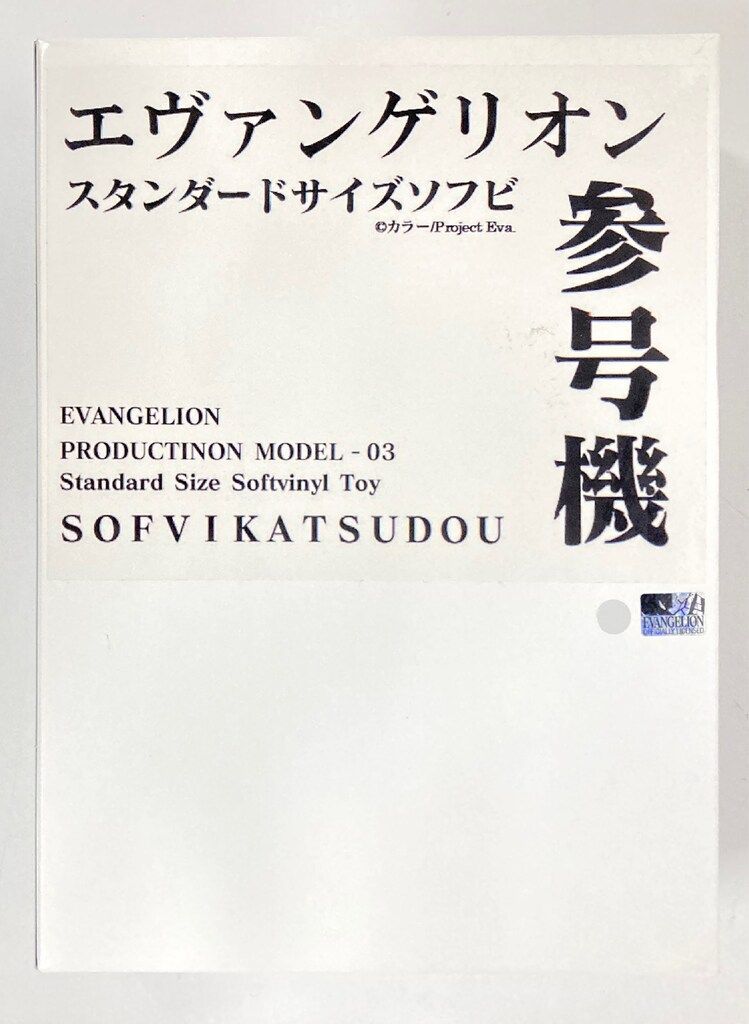 エヴァンゲリオン
スタンダードサイズソフビ
©カラー/Project Eva.
参号機
EVANGELION
PRODUCTINON MODEL - 03
Standard Size Softvinyl Toy
SOFVIKATSUDOU
EVANGELION
OFFICIALLY LICENSED